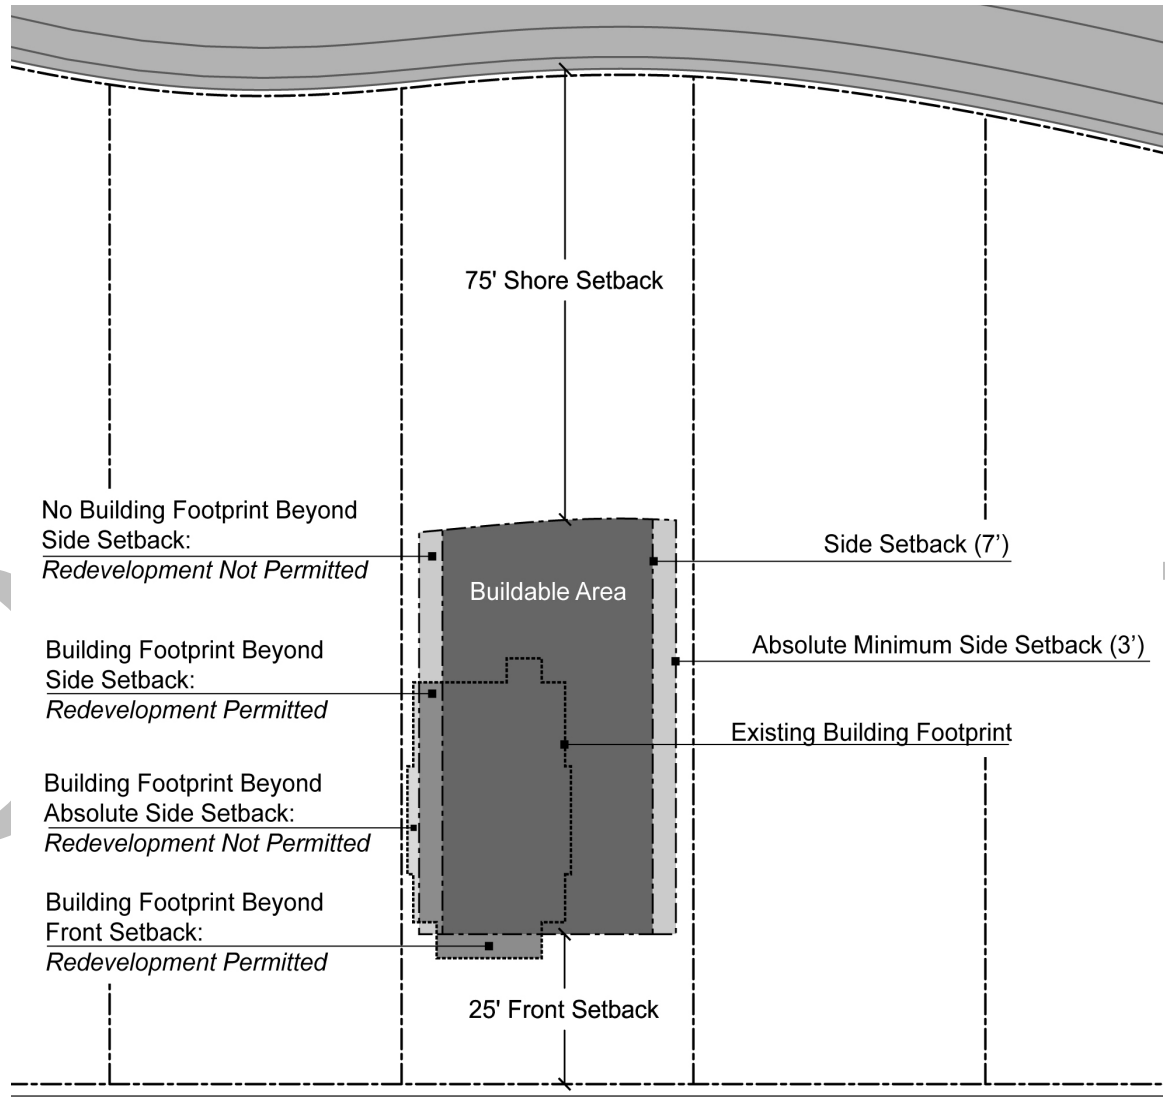 75' Shore Setback
No Building Footprint Beyond
Side Setback:
Redevelopment Not Permitted
Side Setback (7’)
Buildable Area
Building Footprint Beyond
Side Setback:
Redevelopment Permitted
Absolute Minimum Side Setback (3’)
Existing Building Footprint
Building Footprint Beyond
Absolute Side Setback:
Redevelopment Not Permitted
Building Footprint Beyond
Front Setback:
Redevelopment Permitted
25' Front Setback